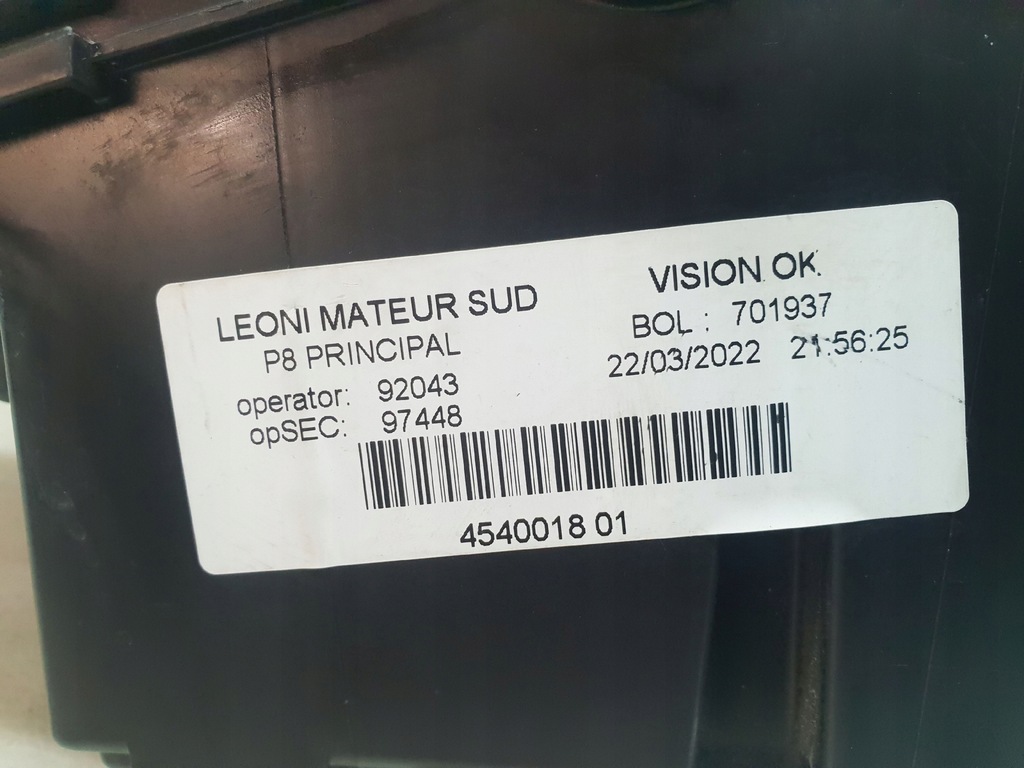 LEONI MATEUR SUD
P8 PRINCIPAL
operator: 92043
opSEC: 97448
VISION OK.
BOL : 701937
22/03/2022 21:56:25
4540018 01